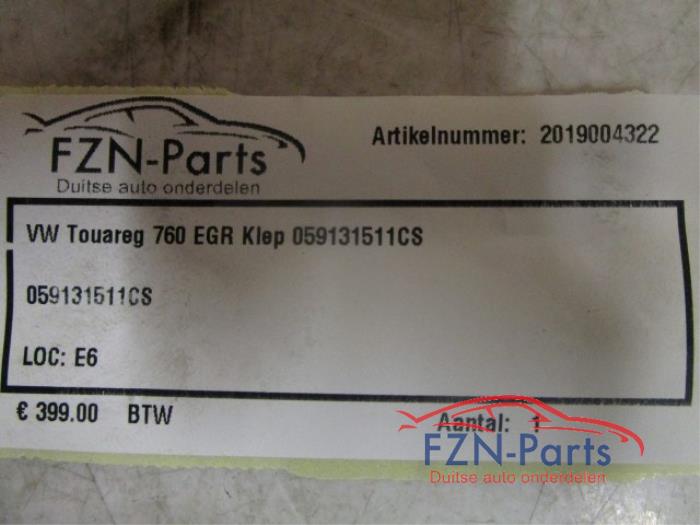 FZN-Parts
Duitse auto onderdelen
Artikelnummer: 2019004322
VW Touareg 760 EGR Klep 059131511CS
059131511CS
LOC: E6
€ 399.00 BTW
Aantal: 1
FZN-Parts
Duitse auto onderdelen